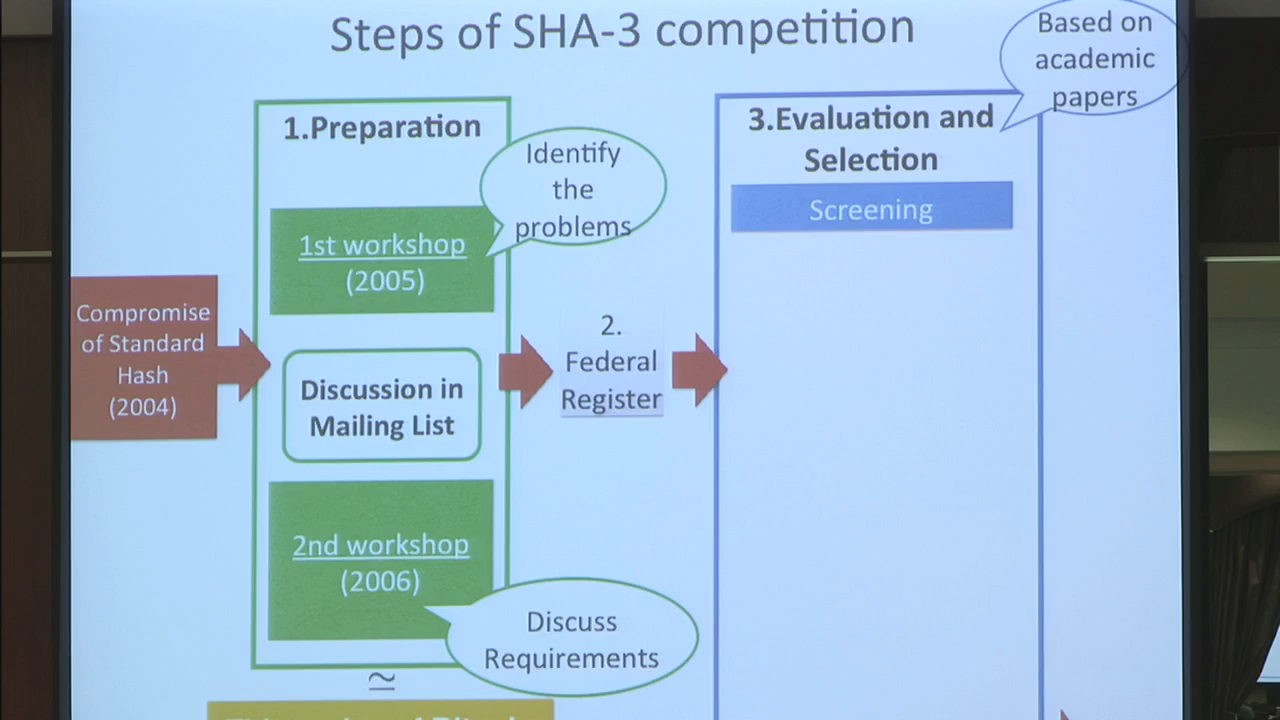 Steps of SHA-3 competition
Based on
academic
papers
1.Preparation
Identify
the
problems
1st workshop
(2005)
Compromise
of Standard
Hash
(2004)
Discussion in
Mailing List
2nd workshop
(2006)
Discuss
Requirements
≃
2.
Federal
Register
3.Evaluation and
Selection
Screening